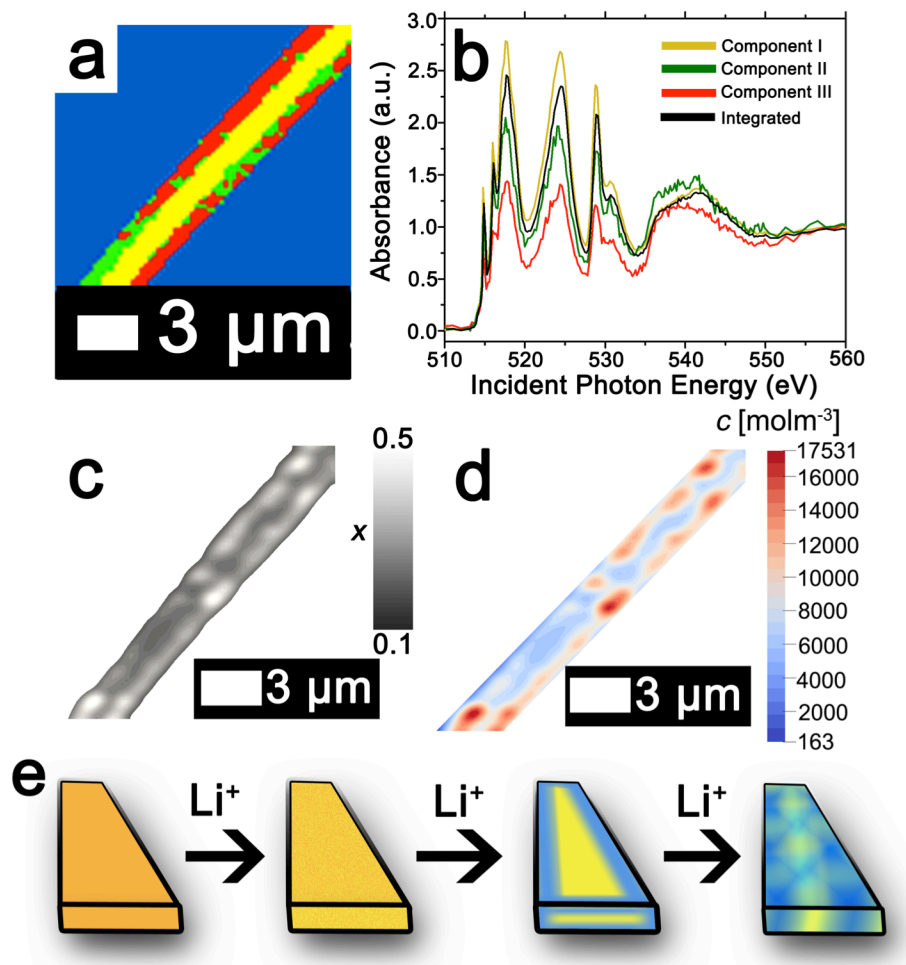 a
3 μm
b
Absorbance (a.u.)
3.0
2.5
2.0
1.5
1.0
0.5
0.0
Component I
Component II
Component III
Integrated
510 520 530 540 550 560
Incident Photon Energy (eV)
c
0.5
x
0.1
3 μm
d
c [molm⁻³]
17531
16000
14000
12000
10000
8000
6000
4000
2000
163
3 μm
e
Li⁺ Li⁺ Li⁺